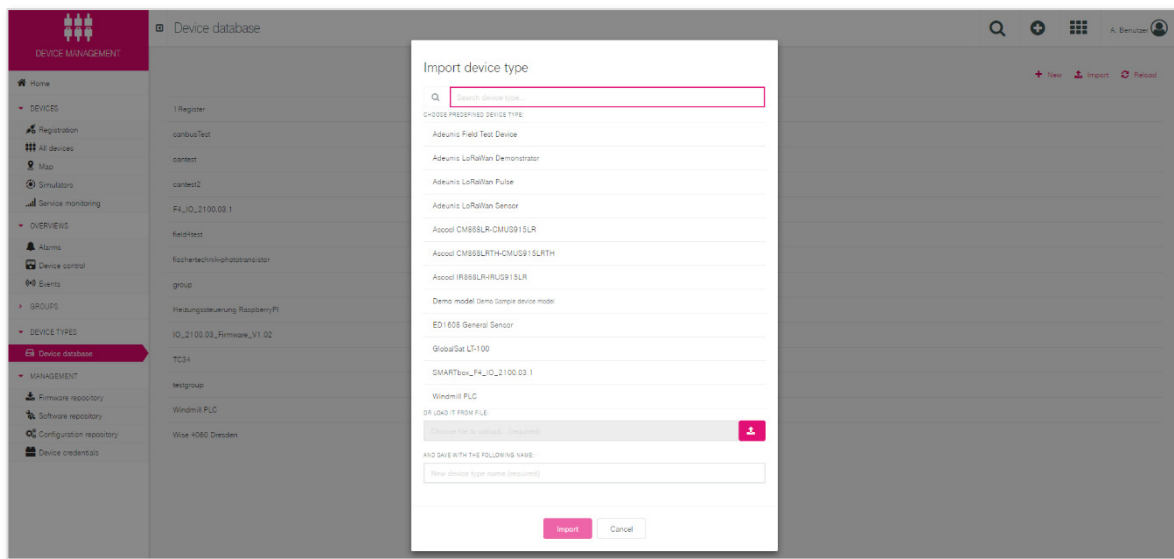 DEVICE MANAGEMENT
Device database
A. Benutzer
Home
DEVICES
Registration
All devices
Map
Simulators
Service monitoring
OVERVIEWS
Alarms
Device control
Events
GROUPS
DEVICE TYPES
Device database
MANAGEMENT
Firmware repository
Software repository
Configuration repository
Device credentials
New Import Reload
! Register
canbusTest
cantest
cantest2
F4_IO_2100.03.1
field4test
fischertechnik-phototransistor
group
Heizungssteuerung RaspberryPI
IO_2100.03_Firmware_V1.02
TC34
testgroup
Windmill PLC
Wise 4060 Dresden
Import device type
Search device type...
CHOOSE PREDEFINED DEVICE TYPE:
Adeunis Field Test Device
Adeunis LoRaWan Demonstrator
Adeunis LoRaWan Pulse
Adeunis LoRaWan Sensor
Ascoel CM868LR-CMUS915LR
Ascoel CM868LRTH-CMUS915LRTH
Ascoel IR868LR-IRUS915LR
Demo model Demo Sample device model
ED1608 General Sensor
GlobalSat LT-100
SMARTbox_F4_IO_2100.03.1
Windmill PLC
OR LOAD IT FROM FILE:
Choose file to upload... (required)
AND SAVE WITH THE FOLLOWING NAME:
New device type name (required)
Import Cancel